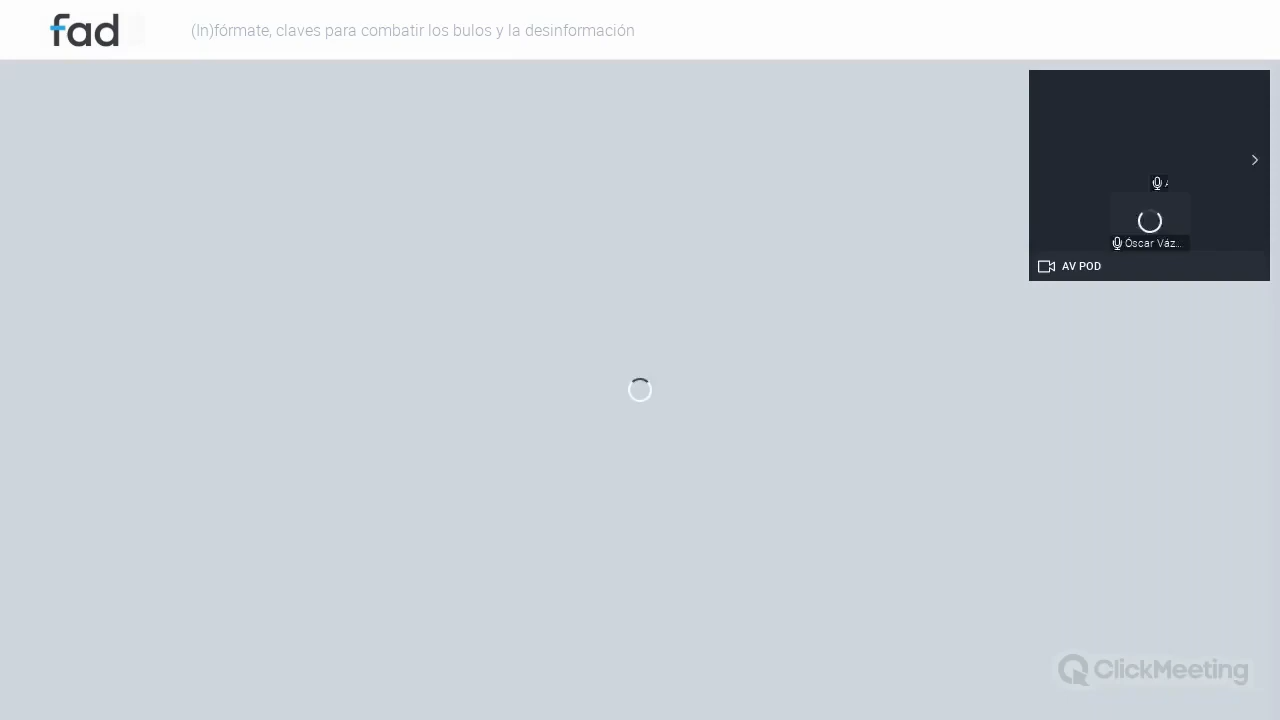 fad
(In)fórmate, claves para combatir los bulos y la desinformación
Óscar Váz...
AV POD
ClickMeeting